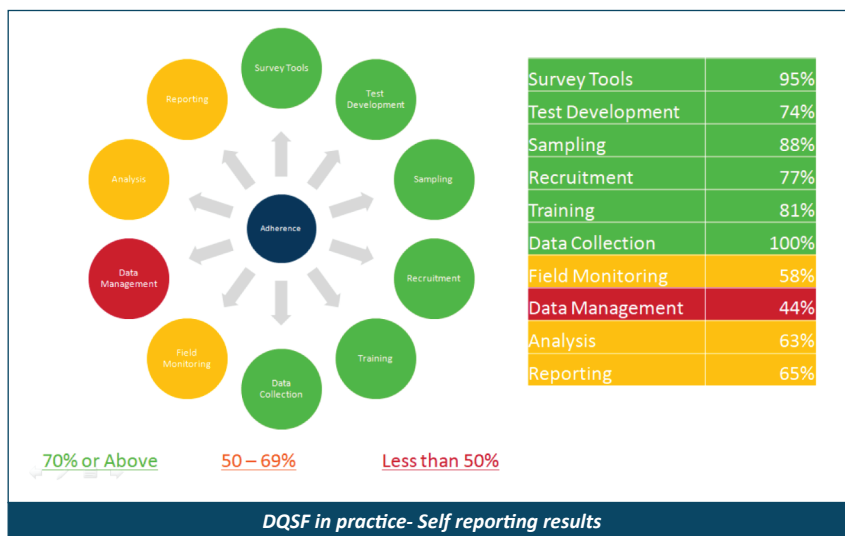 Survey Tools
Test
Development
Sampling
Recruitment
Training
Data
Collection
Field
Monitoring
Data
Management
Analysis
Reporting
Adherence
Survey Tools 95%
Test Development 74%
Sampling 88%
Recruitment 77%
Training 81%
Data Collection 100%
Field Monitoring 58%
Data Management 44%
Analysis 63%
Reporting 65%
70% or Above 50 – 69% Less than 50%
DQSF in practice- Self reporting results